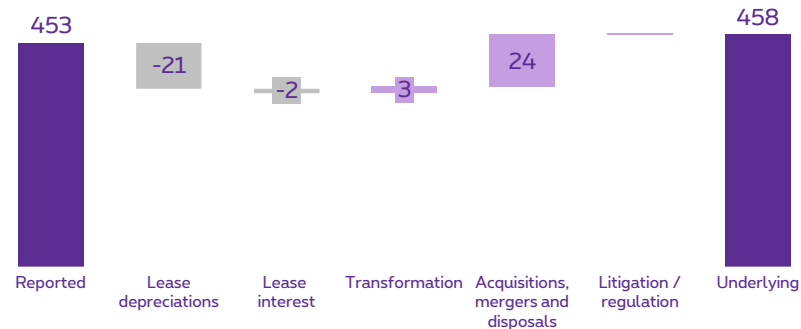 453
-21
-2
3
24
458
Reported
Lease
depreciations
Lease
interest
Transformation
Acquisitions,
mergers and
disposals
Litigation /
regulation
Underlying